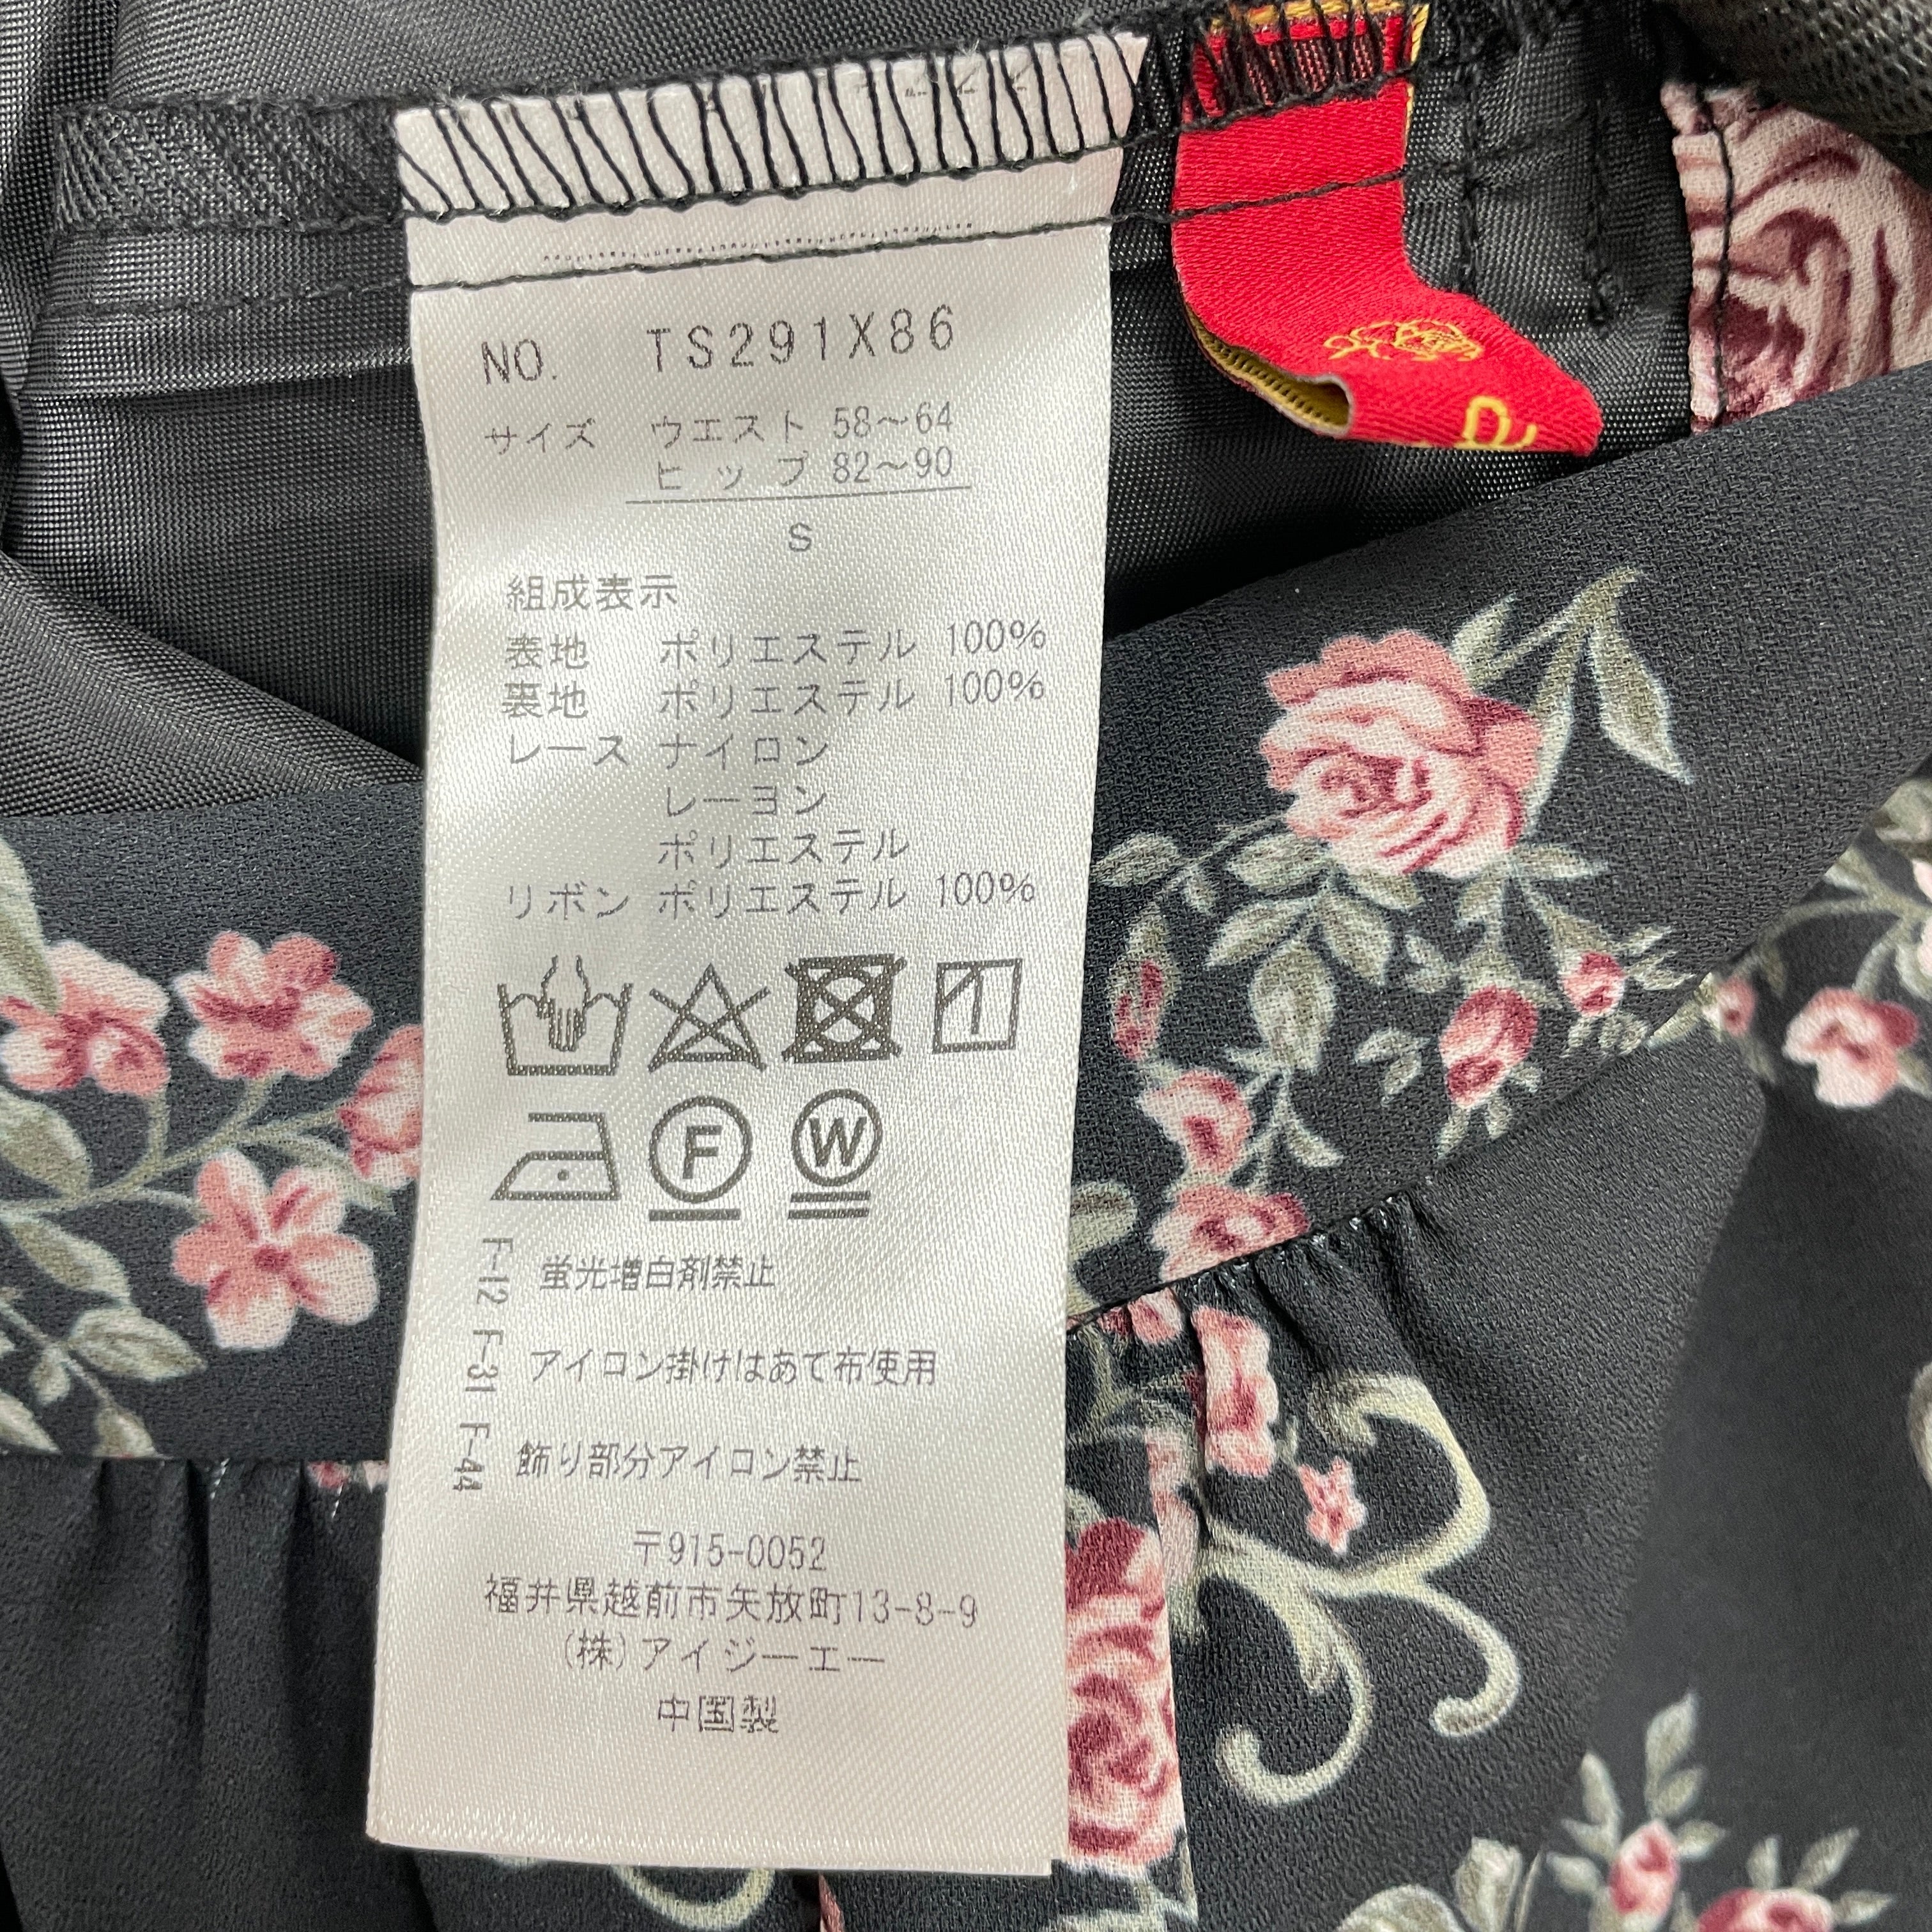 NO. TS291X86
サイズ ウエスト 58〜64
ヒップ 82〜90
S
組成表示
表地 ポリエステル 100%
裏地 ポリエステル 100%
レース ナイロン
レーヨン
ポリエステル
リボン ポリエステル 100%
F W
F-12 蛍光増白剤禁止
F-31 アイロン掛けはあて布使用
F-44 飾り部分アイロン禁止
〒915-0052
福井県越前市矢放町13-8-9
(株)アイジーエー
中国製